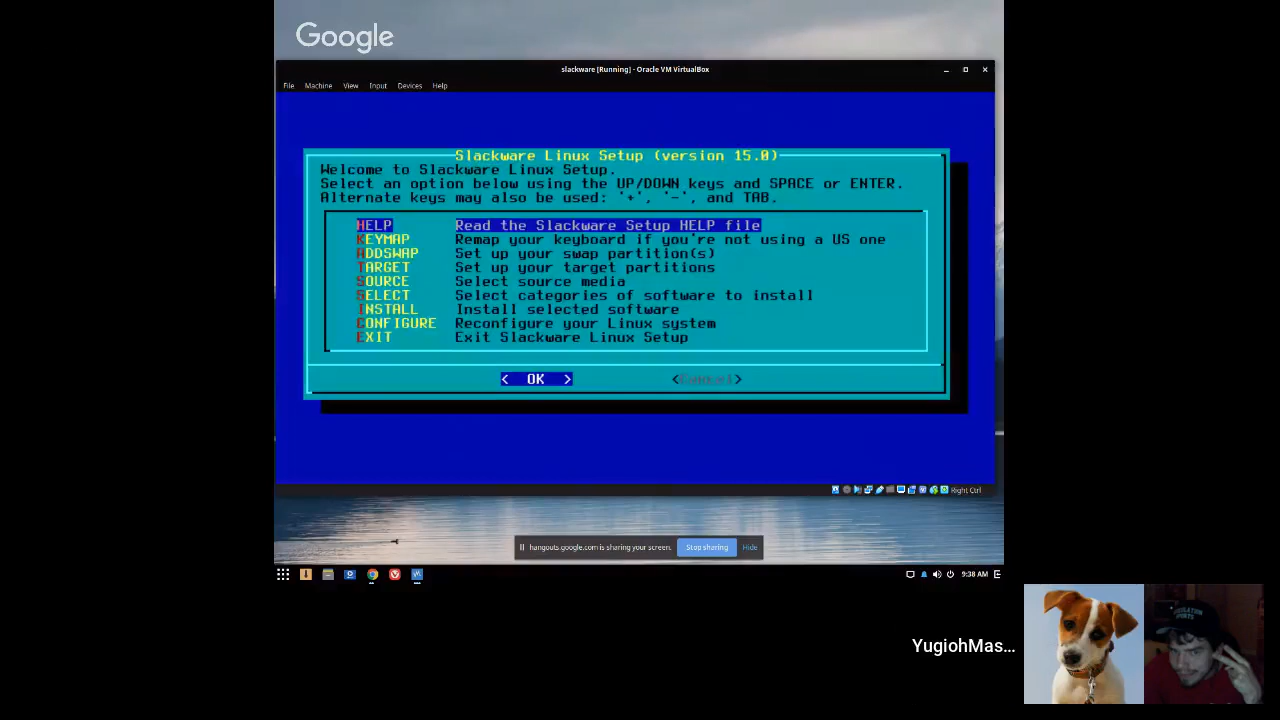 Google
slackware [Running] - Oracle VM VirtualBox
File Machine View Input Devices Help
Slackware Linux Setup (version 15.0)
Welcome to Slackware Linux Setup.
Select an option below using the UP/DOWN keys and SPACE or ENTER.
Alternate keys may also be used: '+', '-', and TAB.
HELP Read the Slackware Setup HELP file
KEYMAP Remap your keyboard if you're not using a US one
ADDSWAP Set up your swap partition(s)
TARGET Set up your target partitions
SOURCE Select source media
SELECT Select categories of software to install
INSTALL Install selected software
CONFIGURE Reconfigure your Linux system
EXIT Exit Slackware Linux Setup
< OK > <Cancel>
Right Ctrl
hangouts.google.com is sharing your screen. Stop sharing Hide
9:38 AM
YugiohMas...